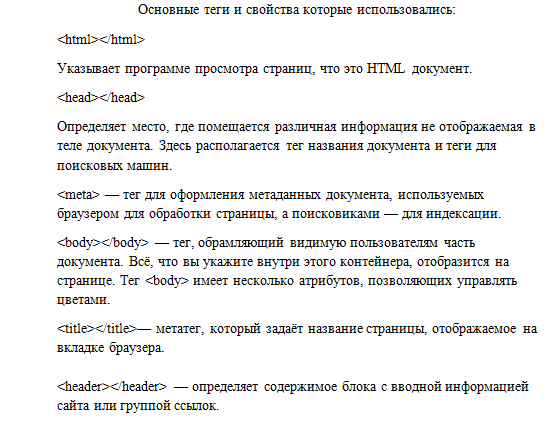 Основные теги и свойства которые использовались:
<html></html>
Указывает программе просмотра страниц, что это HTML документ.
<head></head>
Определяет место, где помещается различная информация не отображаемая в
теле документа. Здесь располагается тег названия документа и теги для
поисковых машин.
<meta> — тег для оформления метаданных документа, используемых
браузером для обработки страницы, а поисковиками — для индексации.
<body></body> — тег, обрамляющий видимую пользователям часть
документа. Всё, что вы укажите внутри этого контейнера, отобразится на
странице. Тег <body> имеет несколько атрибутов, позволяющих управлять
цветами.
<title></title>— метатег, который задаёт название страницы, отображаемое на
вкладке браузера.
<header></header> — определяет содержимое блока с вводной информацией
сайта или группой ссылок.